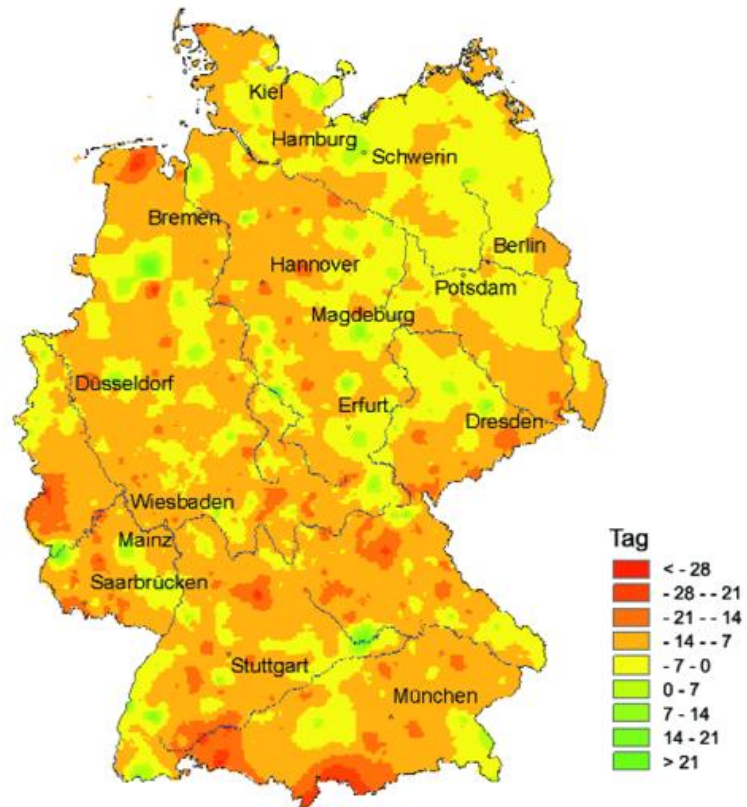 Kiel
Hamburg
Schwerin
Bremen
Berlin
Hannover
Potsdam
Magdeburg
Düsseldorf
Erfurt
Dresden
Wiesbaden
Mainz
Saarbrücken
Stuttgart
München
Tag
< - 28
- 28 - - 21
- 21 - - 14
- 14 - - 7
- 7 - 0
0 - 7
7 - 14
14 - 21
> 21